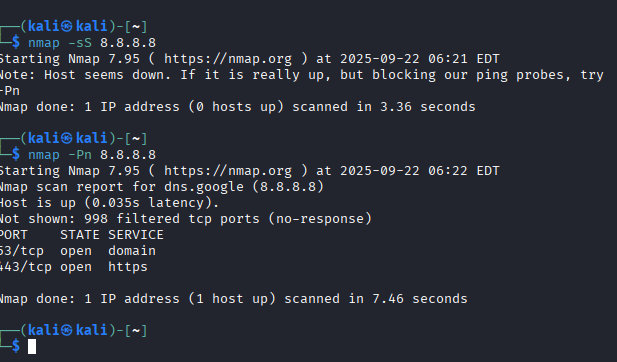 ┌──(kali㉿kali)-[~]
└─$ nmap -sS 8.8.8.8
Starting Nmap 7.95 ( https://nmap.org ) at 2025-09-22 06:21 EDT
Note: Host seems down. If it is really up, but blocking our ping probes, try
-Pn
Nmap done: 1 IP address (0 hosts up) scanned in 3.36 seconds
┌──(kali㉿kali)-[~]
└─$ nmap -Pn 8.8.8.8
Starting Nmap 7.95 ( https://nmap.org ) at 2025-09-22 06:22 EDT
Nmap scan report for dns.google (8.8.8.8)
Host is up (0.035s latency).
Not shown: 998 filtered tcp ports (no-response)
PORT    STATE SERVICE
53/tcp  open  domain
443/tcp open  https
Nmap done: 1 IP address (1 host up) scanned in 7.46 seconds
┌──(kali㉿kali)-[~]
└─$